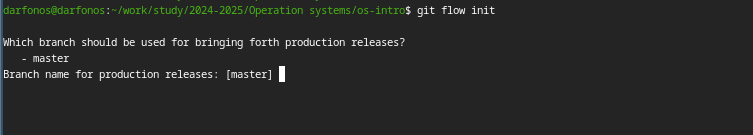 darfonos@darfonos:~/work/study/2024-2025/Operation systems/os-intro$ git flow init
Which branch should be used for bringing forth production releases?
- master
Branch name for production releases: [master]